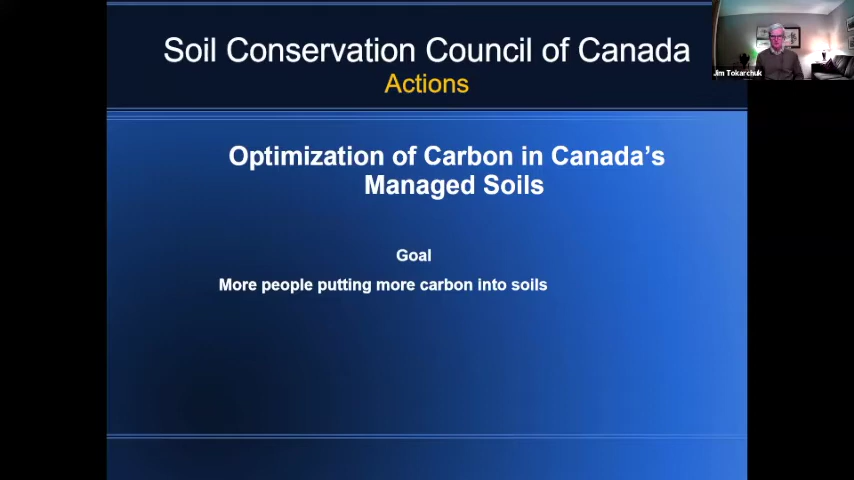 Soil Conservation Council of Canada
Actions
Jim Tokarchuk
Optimization of Carbon in Canada's
Managed Soils
Goal
More people putting more carbon into soils